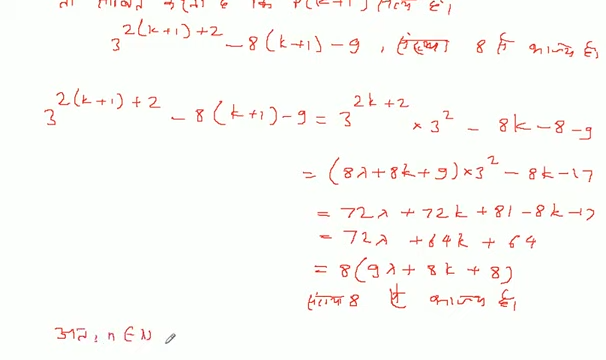 कि P(k+1) सत्य है।
3^{2(k+1)+2} - 8(k+1) - 9, संख्या 8 से भाज्य है।
3^{2(k+1)+2} - 8(k+1) - 9 = 3^{2k+2} × 3^2 - 8k - 8 - 9
= (8λ + 8k + 9) × 3^2 - 8k - 17
= 72λ + 72k + 81 - 8k - 17
= 72λ + 64k + 64
= 8(9λ + 8k + 8)
संख्या 8 से भाज्य है।
अतः n ∈ N